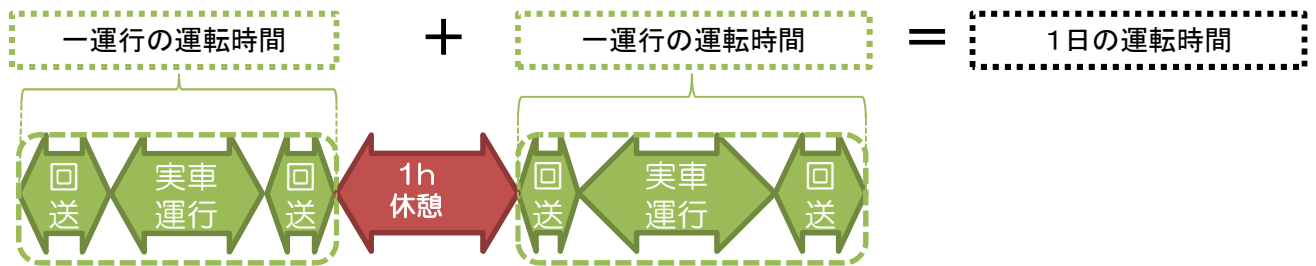 一運行の運転時間
＋
一運行の運転時間
＝
1日の運転時間
回
送
実車
運行
回
送
1h
休憩
回
送
実車
運行
回
送